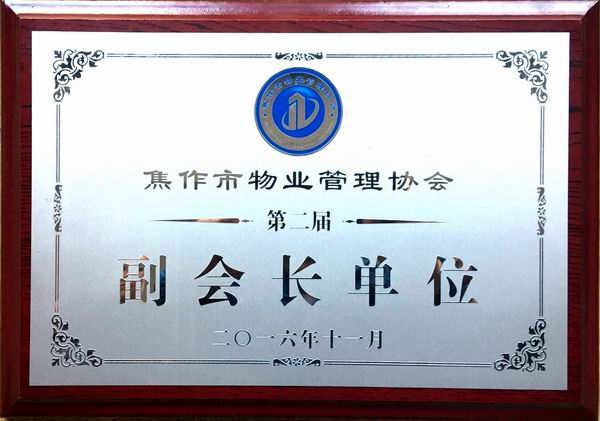 焦作市物业管理协会
第二届
副会长单位
二〇一六年十一月